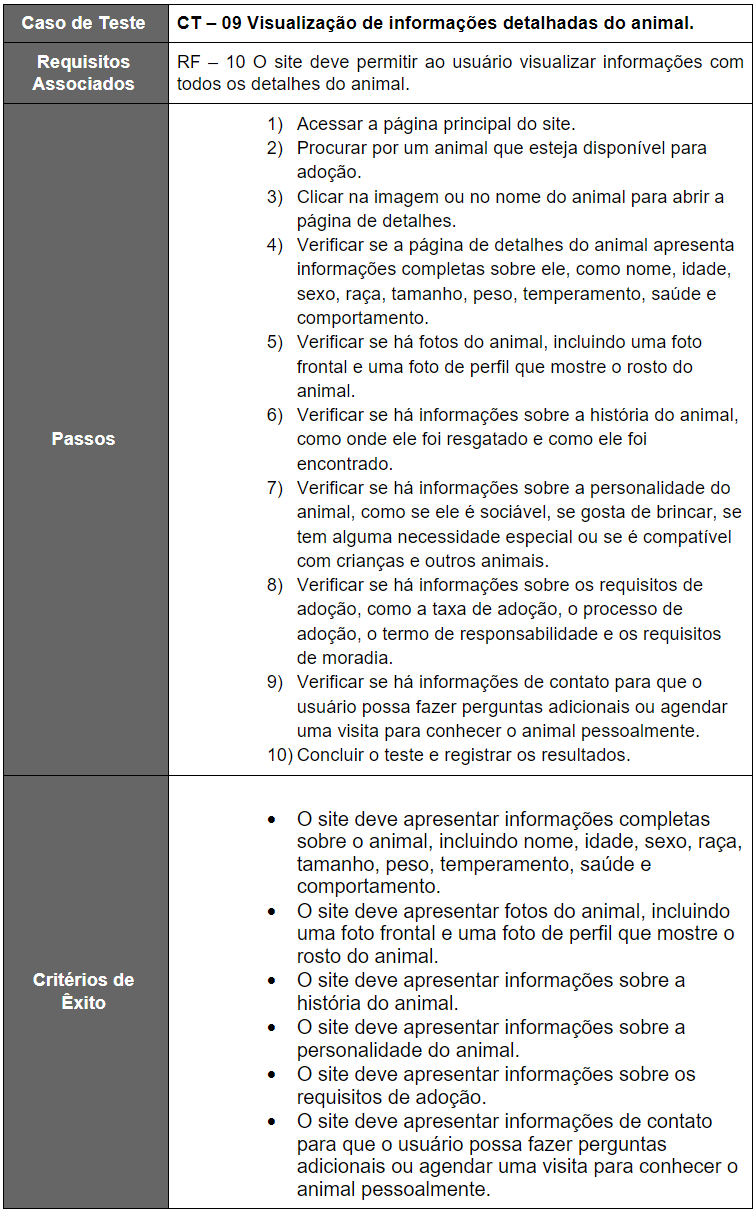 Caso de Teste
CT – 09 Visualização de informações detalhadas do animal.
Requisitos
Associados
RF – 10 O site deve permitir ao usuário visualizar informações com
todos os detalhes do animal.
Passos
1) Acessar a página principal do site.
2) Procurar por um animal que esteja disponível para
adoção.
3) Clicar na imagem ou no nome do animal para abrir a
página de detalhes.
4) Verificar se a página de detalhes do animal apresenta
informações completas sobre ele, como nome, idade,
sexo, raça, tamanho, peso, temperamento, saúde e
comportamento.
5) Verificar se há fotos do animal, incluindo uma foto
frontal e uma foto de perfil que mostre o rosto do
animal.
6) Verificar se há informações sobre a história do animal,
como onde ele foi resgatado e como ele foi
encontrado.
7) Verificar se há informações sobre a personalidade do
animal, como se ele é sociável, se gosta de brincar, se
tem alguma necessidade especial ou se é compatível
com crianças e outros animais.
8) Verificar se há informações sobre os requisitos de
adoção, como a taxa de adoção, o processo de
adoção, o termo de responsabilidade e os requisitos
de moradia.
9) Verificar se há informações de contato para que o
usuário possa fazer perguntas adicionais ou agendar
uma visita para conhecer o animal pessoalmente.
10) Concluir o teste e registrar os resultados.
Critérios de
Êxito
• O site deve apresentar informações completas
sobre o animal, incluindo nome, idade, sexo, raça,
tamanho, peso, temperamento, saúde e
comportamento.
• O site deve apresentar fotos do animal, incluindo
uma foto frontal e uma foto de perfil que mostre o
rosto do animal.
• O site deve apresentar informações sobre a
história do animal.
• O site deve apresentar informações sobre a
personalidade do animal.
• O site deve apresentar informações sobre os
requisitos de adoção.
• O site deve apresentar informações de contato
para que o usuário possa fazer perguntas
adicionais ou agendar uma visita para conhecer o
animal pessoalmente.